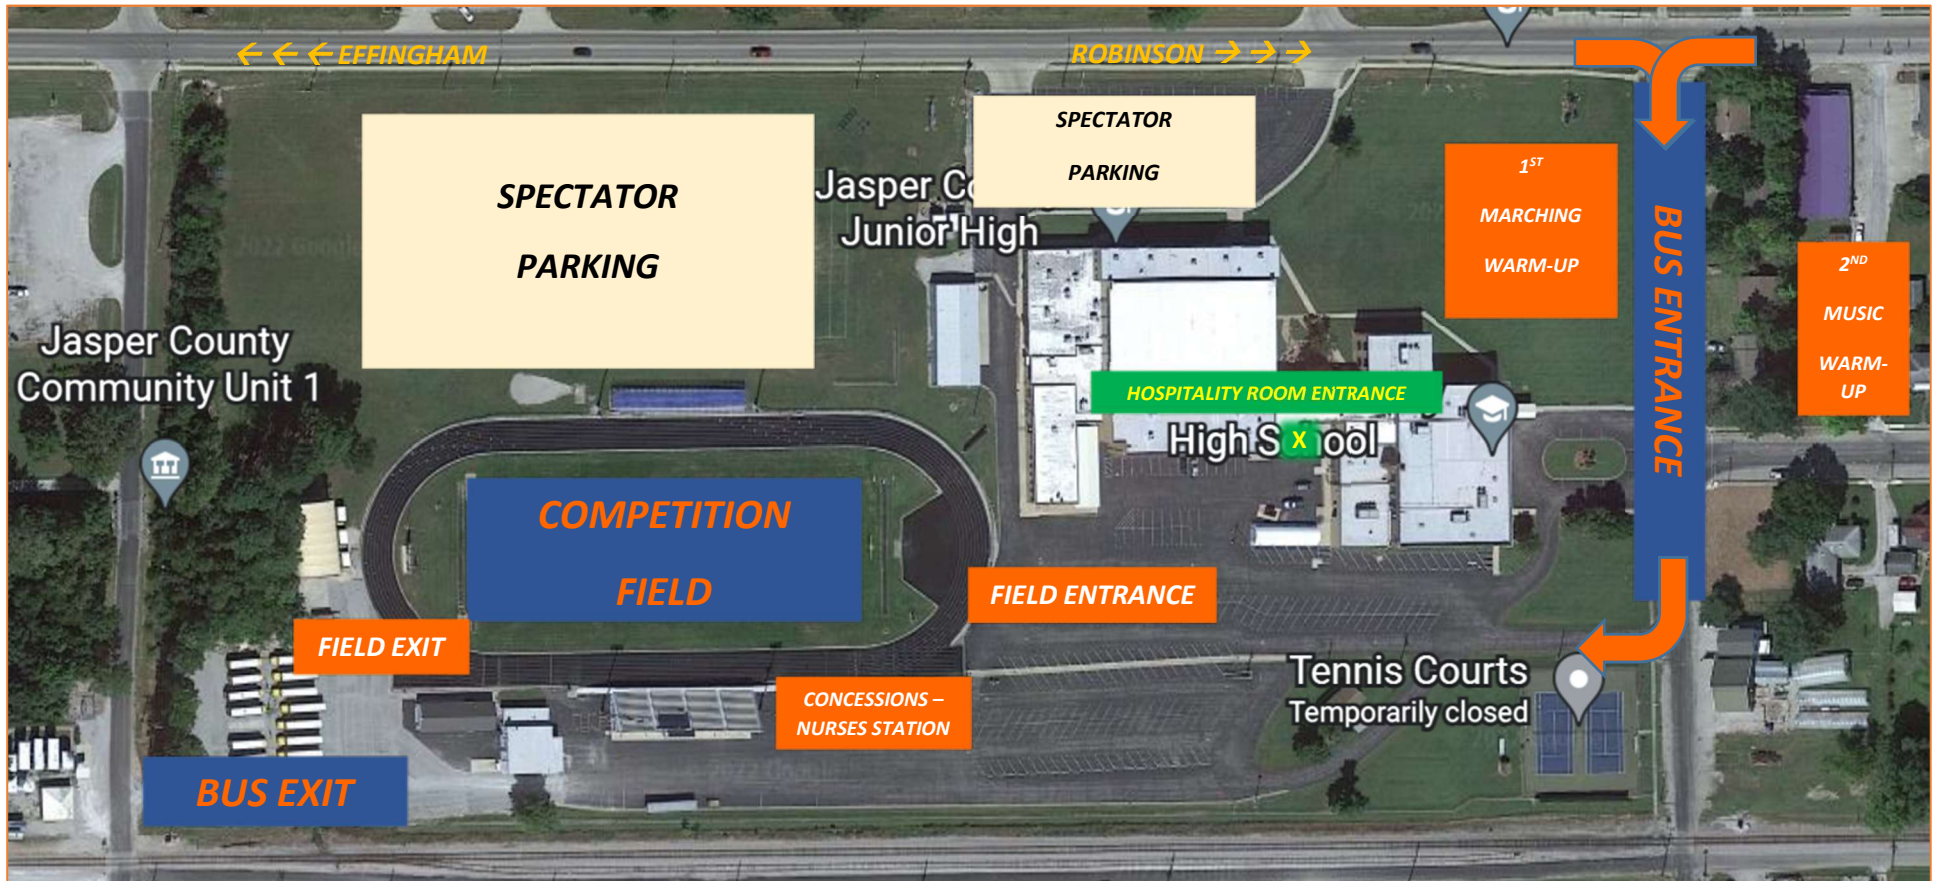 ← ← ← EFFINGHAM
ROBINSON → → →
SPECTATOR
PARKING
SPECTATOR
PARKING
Jasper Co
Junior High
1ST
MARCHING
WARM-UP
BUS ENTRANCE
2ND
MUSIC
WARM-
UP
Jasper County
Community Unit 1
HOSPITALITY ROOM ENTRANCE
High S
X
ool
COMPETITION
FIELD
FIELD ENTRANCE
FIELD EXIT
Tennis Courts
Temporarily closed
CONCESSIONS –
NURSES STATION
BUS EXIT